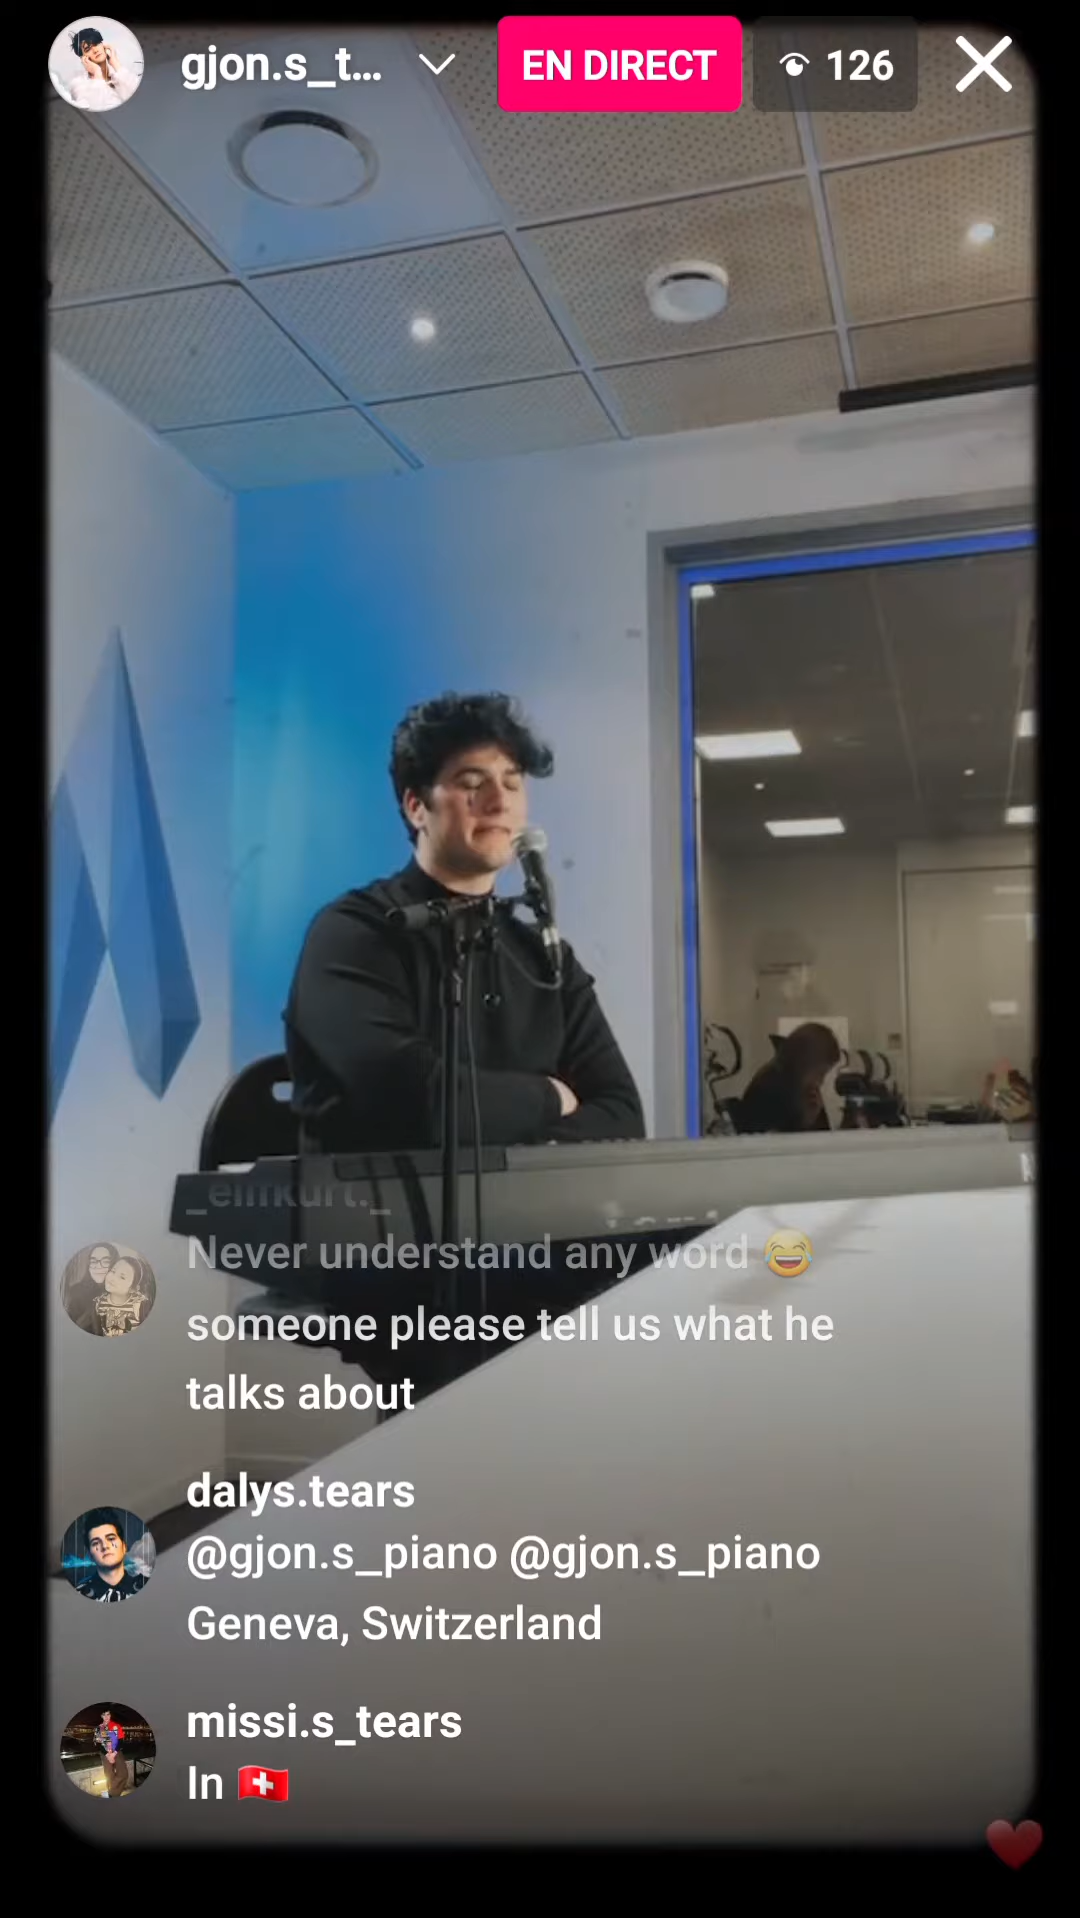 gjon.s_t...
EN DIRECT
126
_elifkurt._
Never understand any word 😂
someone please tell us what he
talks about
dalys.tears
@gjon.s_piano @gjon.s_piano
Geneva, Switzerland
missi.s_tears
In 🇨🇭